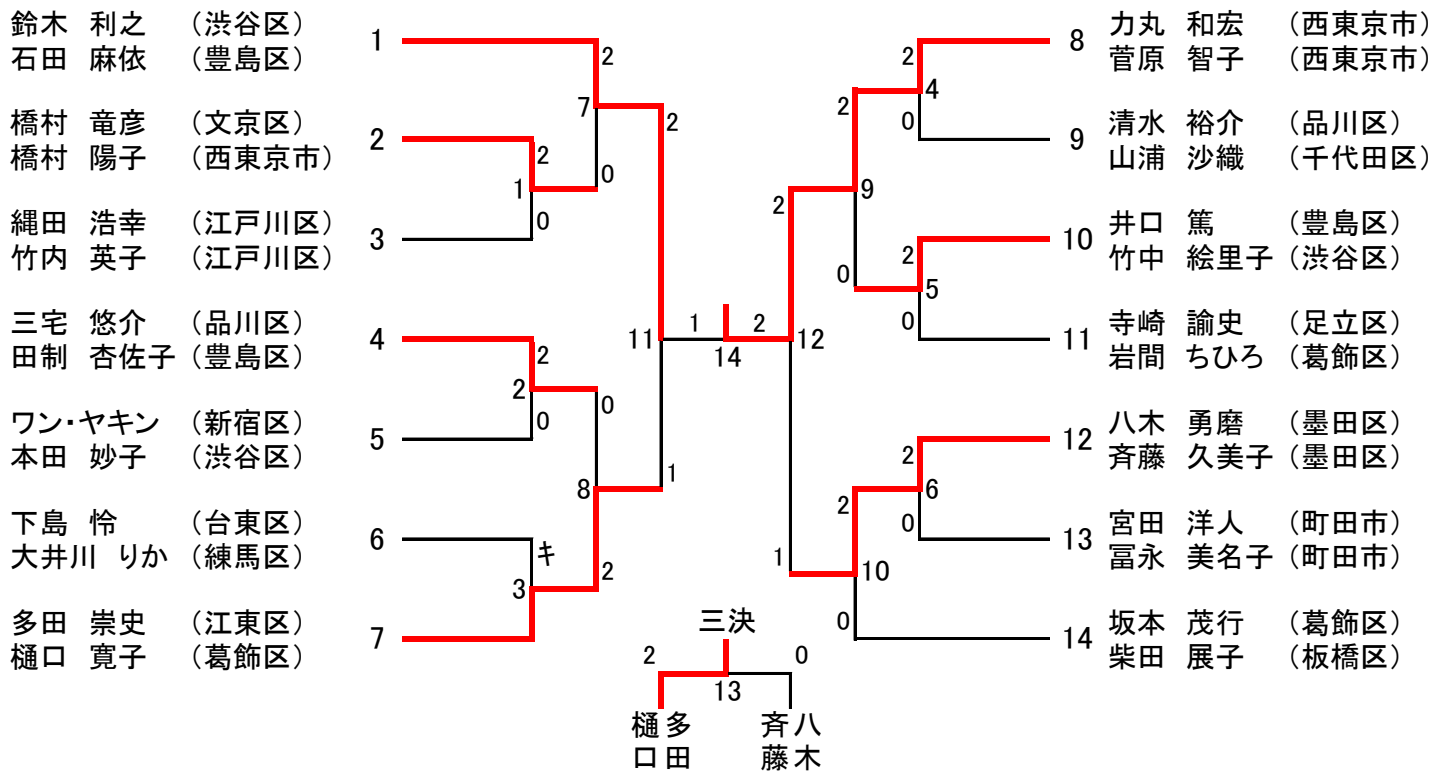 鈴木 利之 （渋谷区）
石田 麻依 （豊島区）
1
橋村 竜彦 （文京区）
橋村 陽子 （西東京市）
2
縄田 浩幸 （江戸川区）
竹内 英子 （江戸川区）
3
三宅 悠介 （品川区）
田制 杏佐子 （豊島区）
4
ワン・ヤキン （新宿区）
本田 妙子 （渋谷区）
5
下島 怜 （台東区）
大井川 りか （練馬区）
6
多田 崇史 （江東区）
樋口 寛子 （葛飾区）
7
2
7
0
2
1
0
2
2
0
0
8
キ
3
2
2
11
1
1
14
2
12
2
1
2
9
0
2
4
0
2
5
0
2
6
0
2
10
0
8
力丸 和宏 （西東京市）
菅原 智子 （西東京市）
9
清水 裕介 （品川区）
山浦 沙織 （千代田区）
10
井口 篤 （豊島区）
竹中 絵里子 （渋谷区）
11
寺崎 諭史 （足立区）
岩間 ちひろ （葛飾区）
12
八木 勇磨 （墨田区）
斉藤 久美子 （墨田区）
13
宮田 洋人 （町田市）
冨永 美名子 （町田市）
14
坂本 茂行 （葛飾区）
柴田 展子 （板橋区）
三決
2
0
13
多田
樋口
八木
斉藤